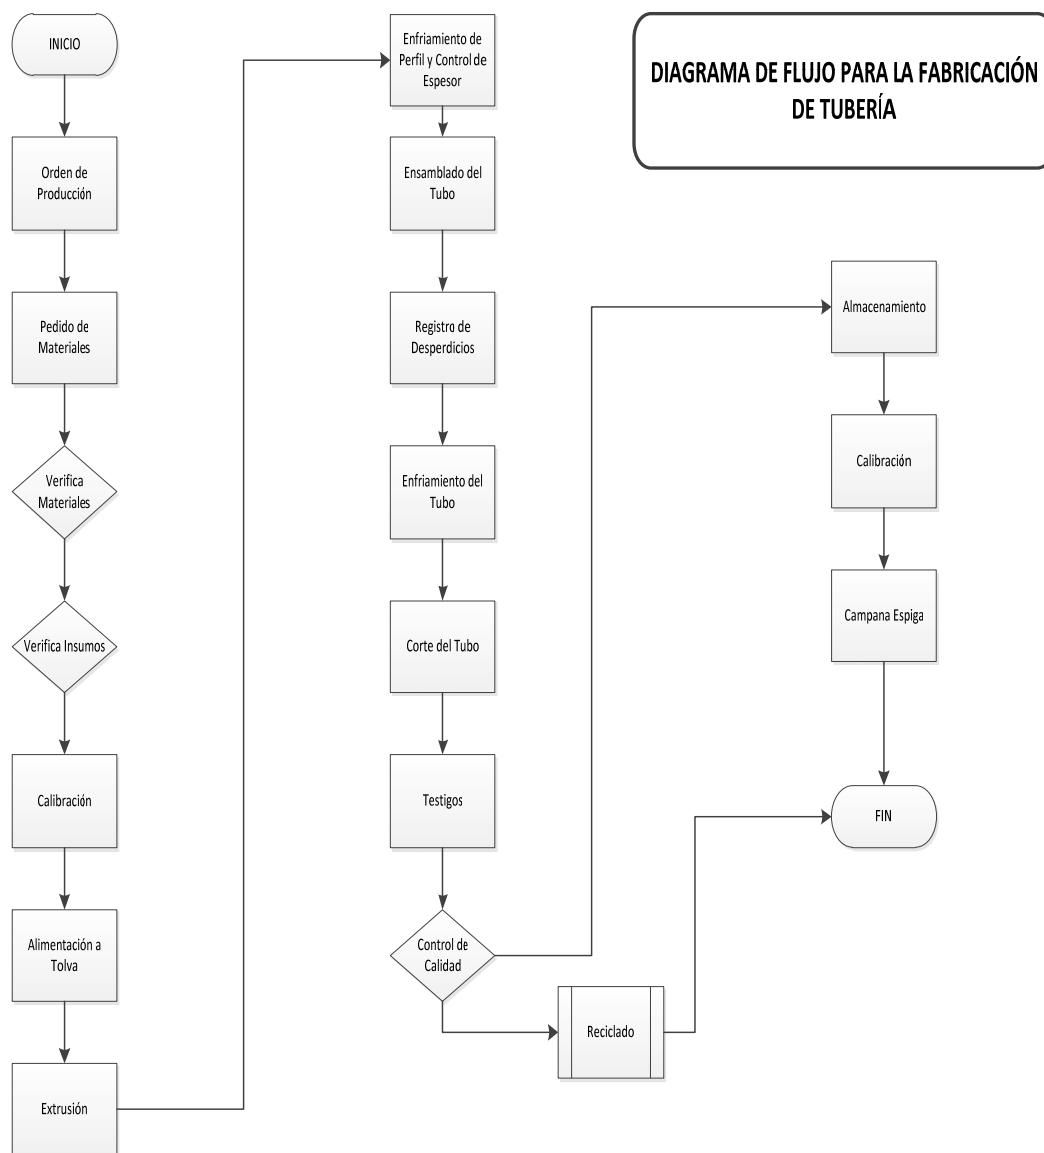 INICIO
Orden de
Producción
Pedido de
Materiales
Verifica
Materiales
Verifica Insumos
Calibración
Alimentación a
Tolva
Extrusión
Enfriamiento de
Perfil y Control de
Espesor
Ensamblado del
Tubo
Registro de
Desperdicios
Enfriamiento del
Tubo
Corte del Tubo
Testigos
Control de
Calidad
Reciclado
DIAGRAMA DE FLUJO PARA LA FABRICACIÓN
DE TUBERÍA
Almacenamiento
Calibración
Campana Espiga
FIN